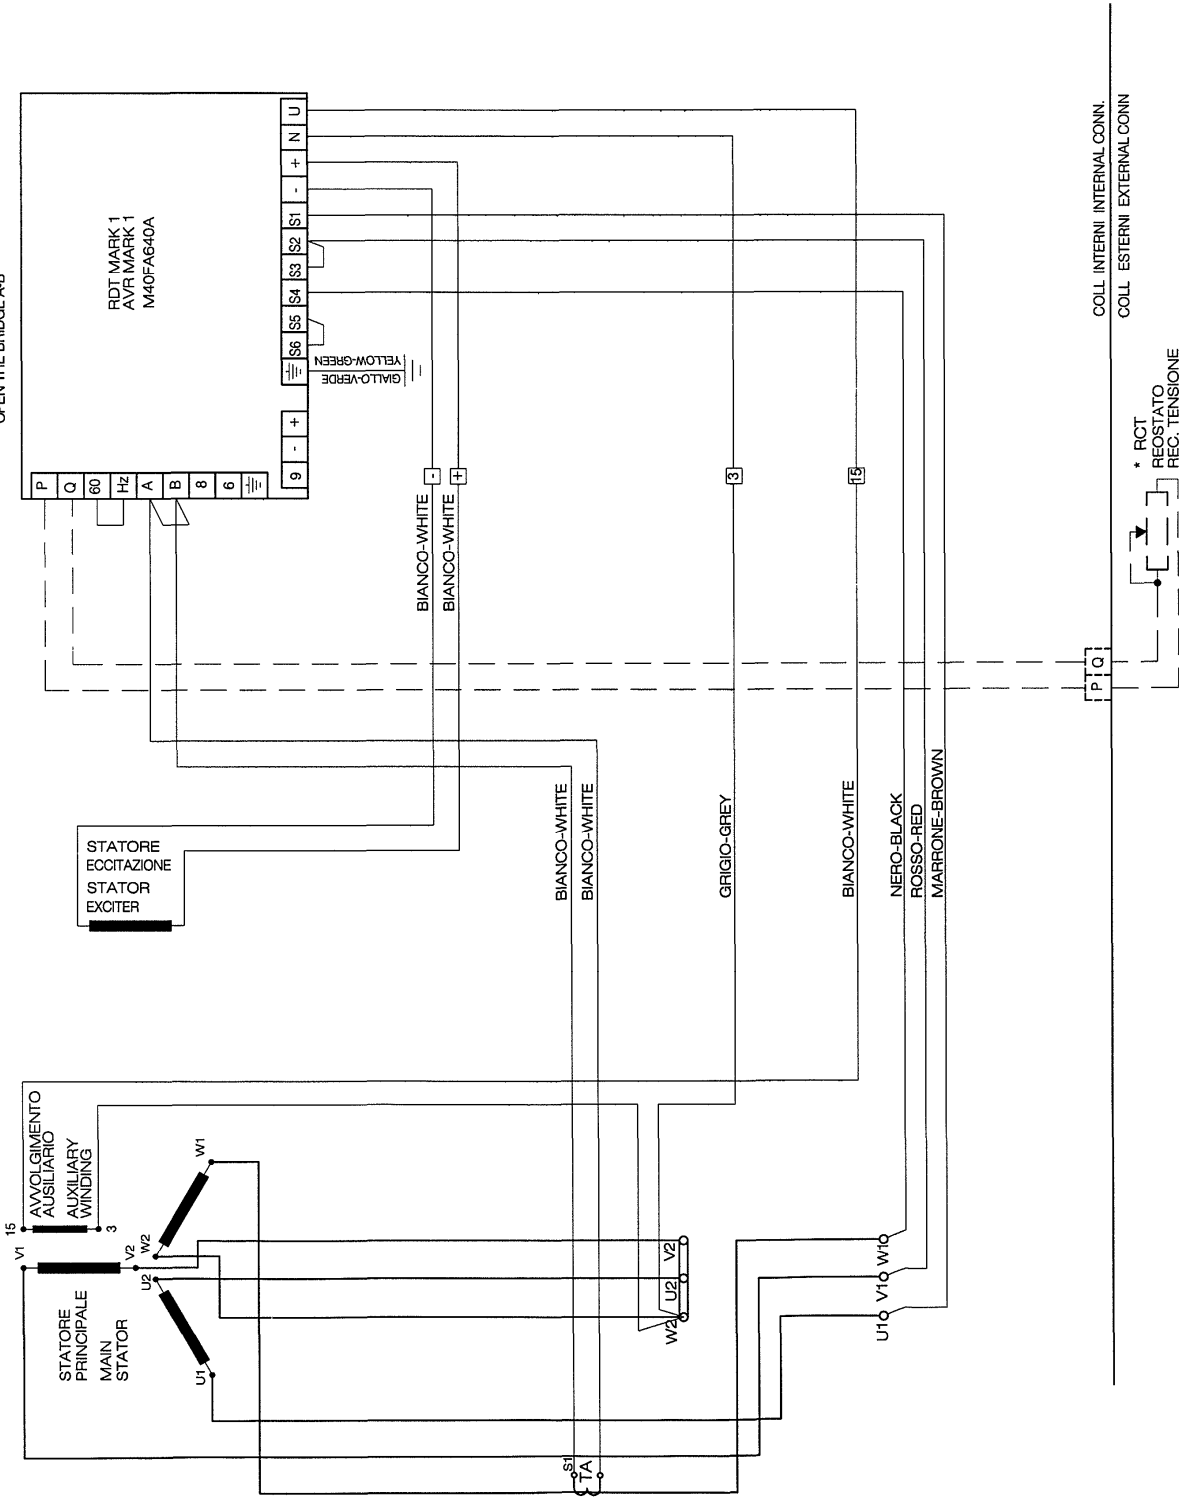 OPEN THE BRIDGE A-B
RDT MARK 1
AVR MARK 1
M40FA640A
U
N
+
-
S1
S2
S3
S4
S5
S6
P
Q
60
Hz
A
B
8
6
9
-
+
GIALLO-VERDE
YELLOW-GREEN
-
+
3
15
BIANCO-WHITE
BIANCO-WHITE
COLL INTERNI INTERNAL CONN.
COLL ESTERNI EXTERNAL CONN
* RCT
REOSTATO
REC. TENSIONE
P
Q
STATORE
ECCITAZIONE
STATOR
EXCITER
BIANCO-WHITE
BIANCO-WHITE
GRIGIO-GREY
BIANCO-WHITE
NERO-BLACK
ROSSO-RED
MARRONE-BROWN
15
AVVOLGIMENTO
AUSILIARIO
AUXILIARY
WINDING
3
V1
V2
W2
W1
U2
U1
STATORE
PRINCIPALE
MAIN
STATOR
V2
U2
W2
W1
V1
U1
S1
TA